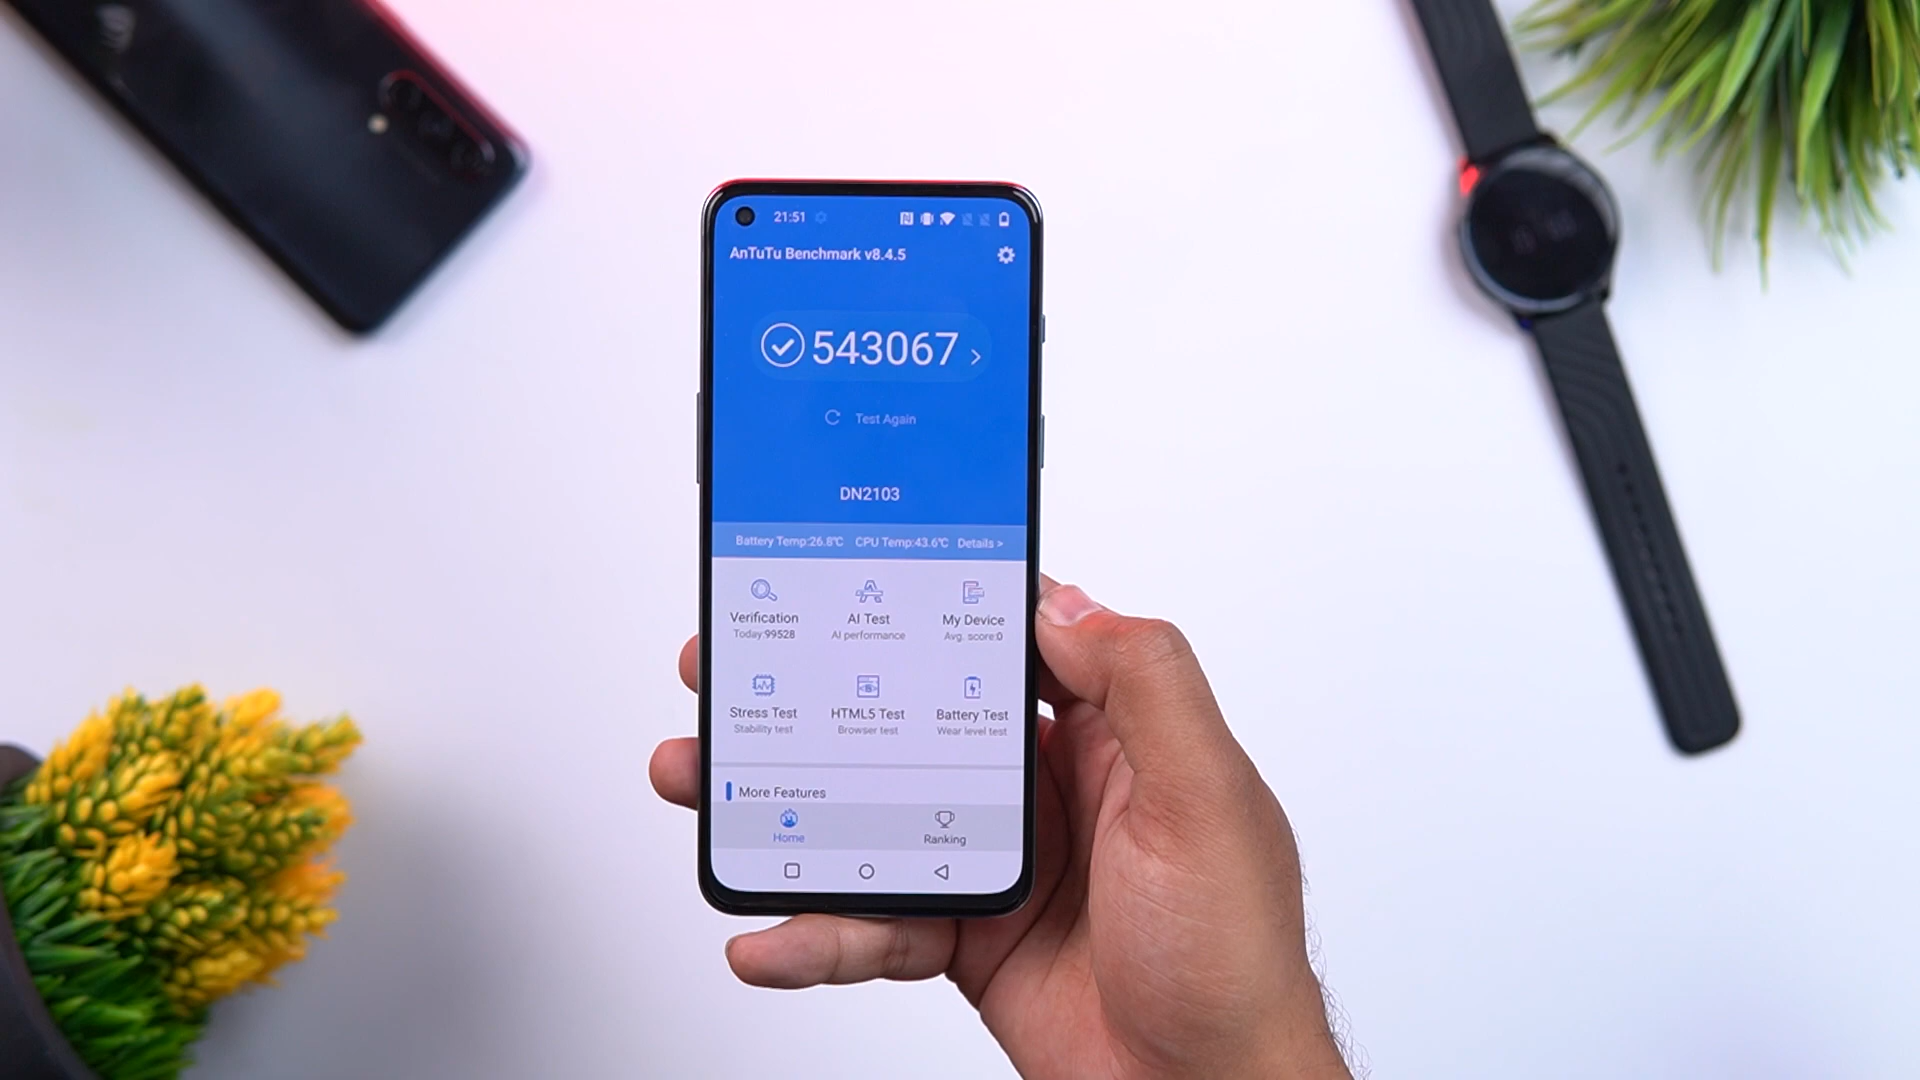 21:51
AnTuTu Benchmark v8.4.5
543067 >
Test Again
DN2103
Battery Temp:26.8℃ CPU Temp:43.6℃ Details >
Verification AI Test My Device
Today:99528 AI performance Avg. score:0
Stress Test HTML5 Test Battery Test
Stability test Browser test Wear level test
More Features
Home Ranking